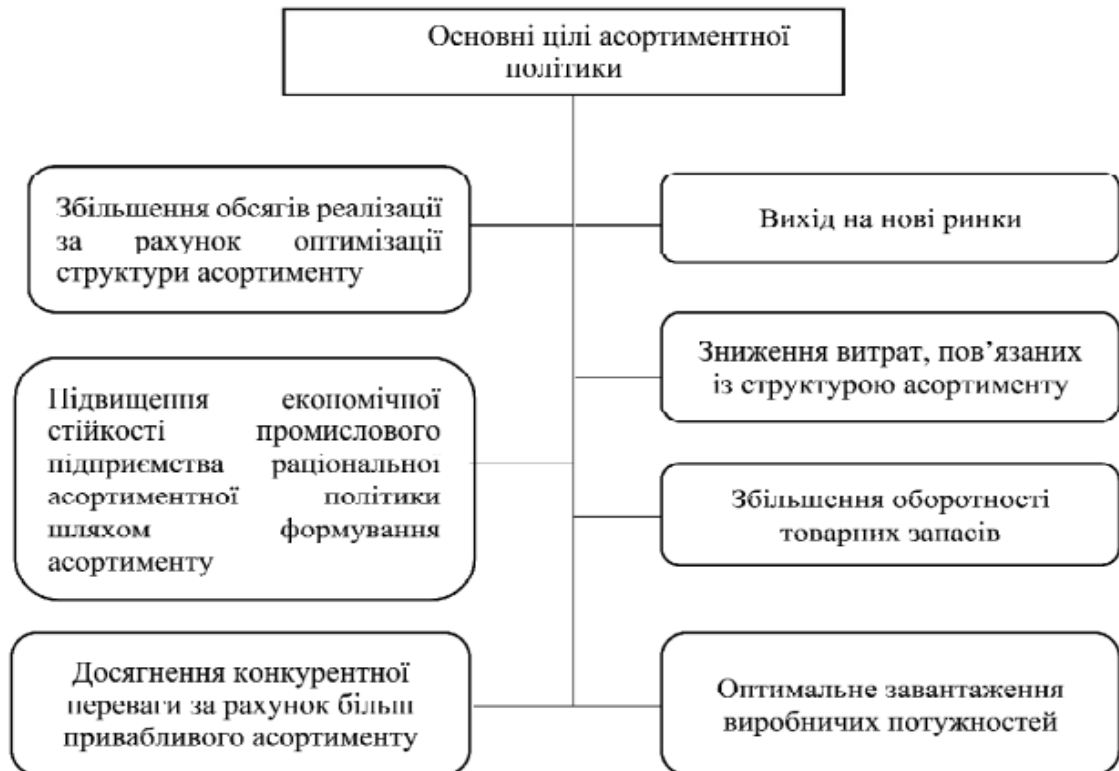 Основні цілі асортиментної
політики
Збільшення обсягів реалізації
за рахунок оптимізації
структури асортименту
Вихід на нові ринки
Зниження витрат, пов’язаних
із структурою асортименту
Підвищення економічної
стійкості промислового
підприємства раціональної
асортиментної політики
шляхом формування
асортименту
Збільшення оборотності
товарних запасів
Досягнення конкурентної
переваги за рахунок більш
привабливого асортименту
Оптимальне завантаження
виробничих потужностей